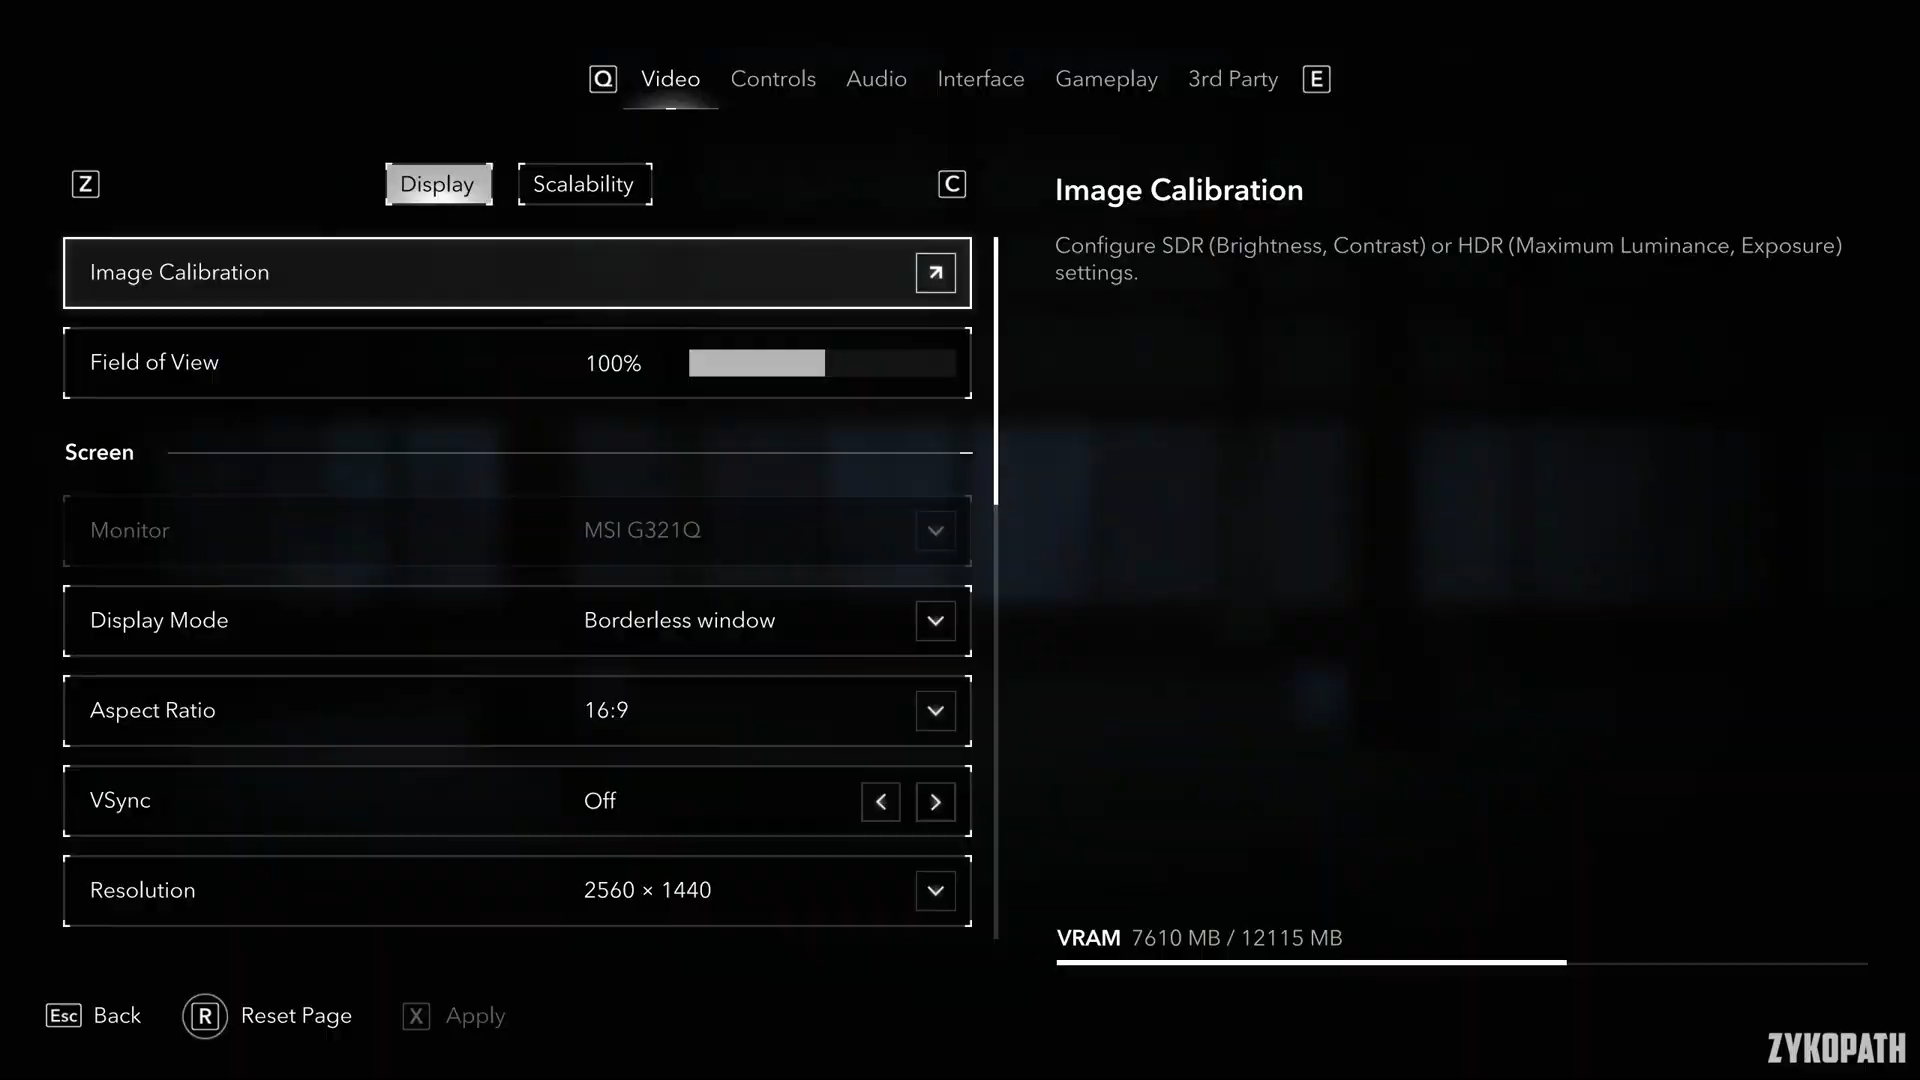 Q Video Controls Audio Interface Gameplay 3rd Party E
Z Display Scalability C
Image Calibration
Field of View 100%
Screen
Monitor MSI G321Q
Display Mode Borderless window
Aspect Ratio 16:9
VSync Off
Resolution 2560 × 1440
Image Calibration
Configure SDR (Brightness, Contrast) or HDR (Maximum Luminance, Exposure)
settings.
VRAM 7610 MB / 12115 MB
Esc Back R Reset Page X Apply
ZYKOPATH